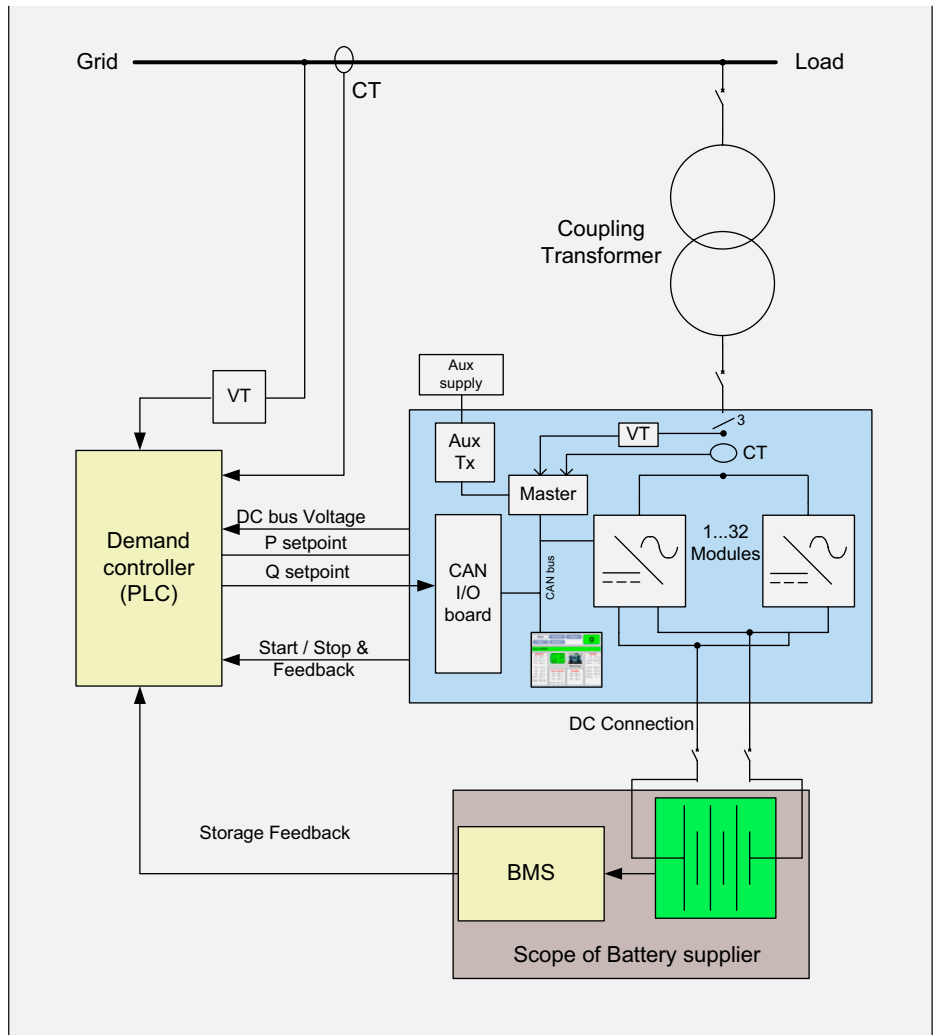 Grid
Load
CT
Coupling
Transformer
Aux
supply
VT
Aux
Tx
VT
3
CT
Master
DC bus Voltage
P setpoint
Q setpoint
Demand
controller
(PLC)
CAN
I/O
board
CAN bus
1...32
Modules
Start / Stop &
Feedback
DC Connection
Storage Feedback
BMS
Scope of Battery supplier